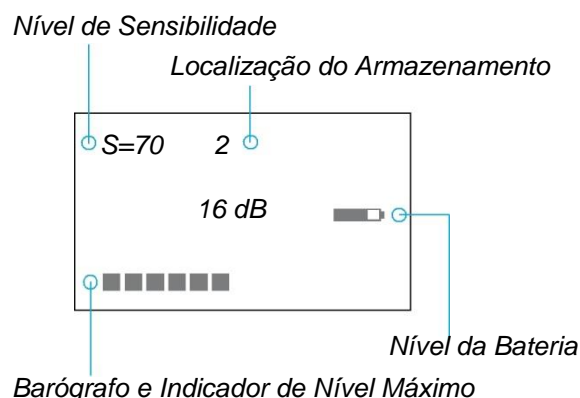 Nível de Sensibilidade
Localização do Armazenamento
S=70 2
16 dB
Nível da Bateria
Barógrafo e Indicador de Nível Máximo